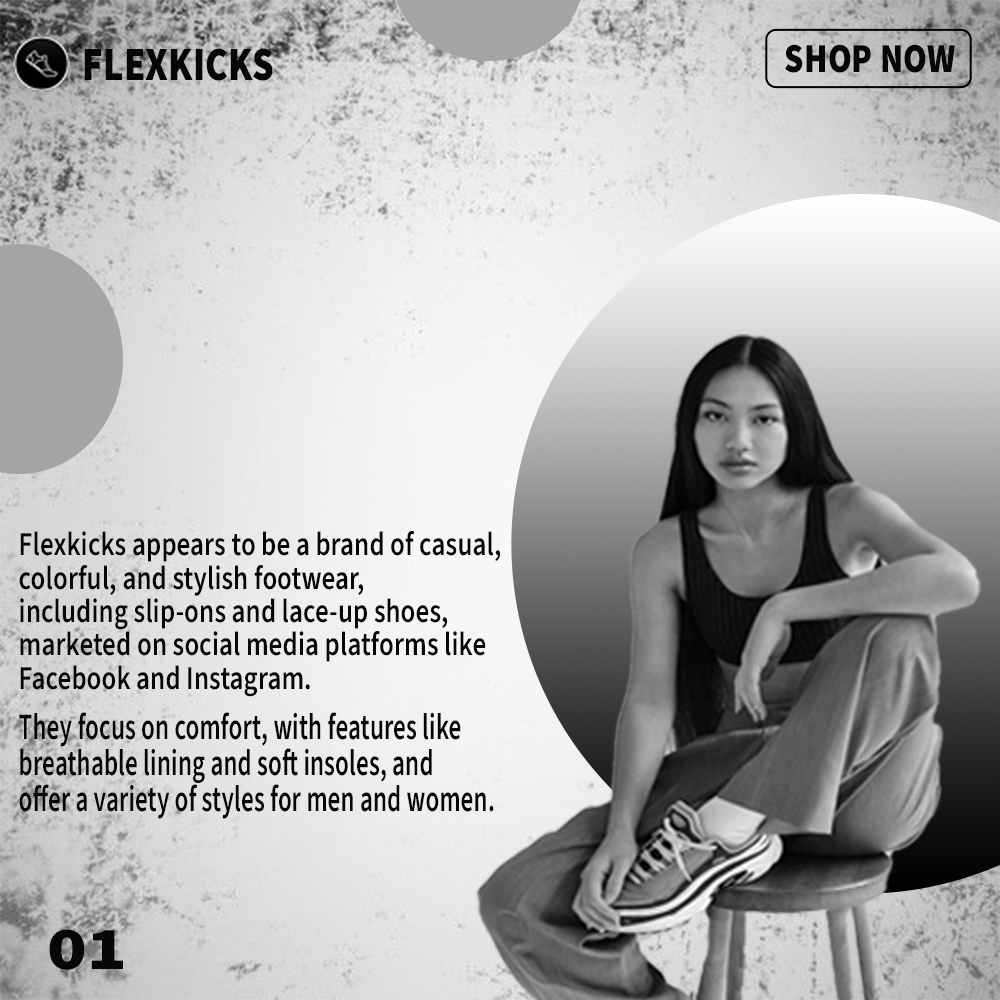 FLEXKICKS
SHOP NOW
Flexkicks appears to be a brand of casual,
colorful, and stylish footwear,
including slip-ons and lace-up shoes,
marketed on social media platforms like
Facebook and Instagram.
They focus on comfort, with features like
breathable lining and soft insoles, and
offer a variety of styles for men and women.
01